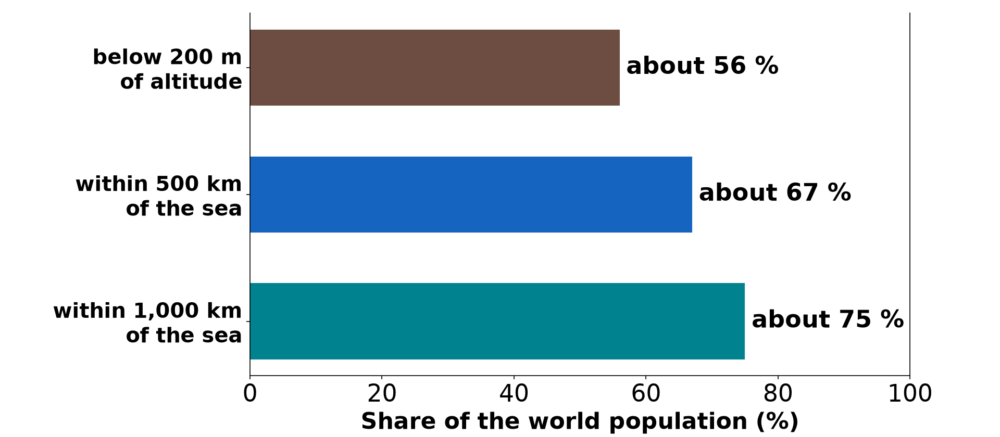 below 200 m
of altitude
about 56 %
within 500 km
of the sea
about 67 %
within 1,000 km
of the sea
about 75 %
0 20 40 60 80 100
Share of the world population (%)